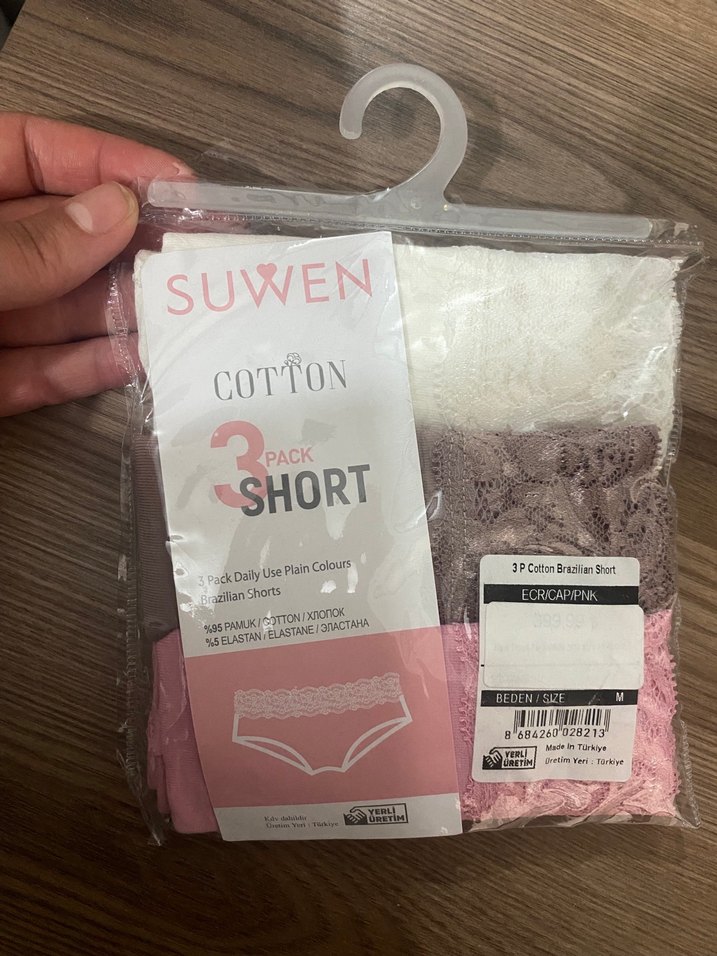 SUWEN
COTTON
3 PACK
SHORT
3 Pack Daily Use Plain Colours
Brazilian Shorts
%95 PAMUK / COTTON / ХЛОПОК
%5 ELASTAN / ELASTANE / ЭЛАСТАНА
Kdv dahildir
Üretim Yeri : Türkiye
YERLİ
ÜRETİM
3 P Cotton Brazilian Short
ECR/CAP/PNK
BEDEN / SIZE M
8 684260 028213
YERLİ
ÜRETİM
Made In Türkiye
Üretim Yeri : Türkiye